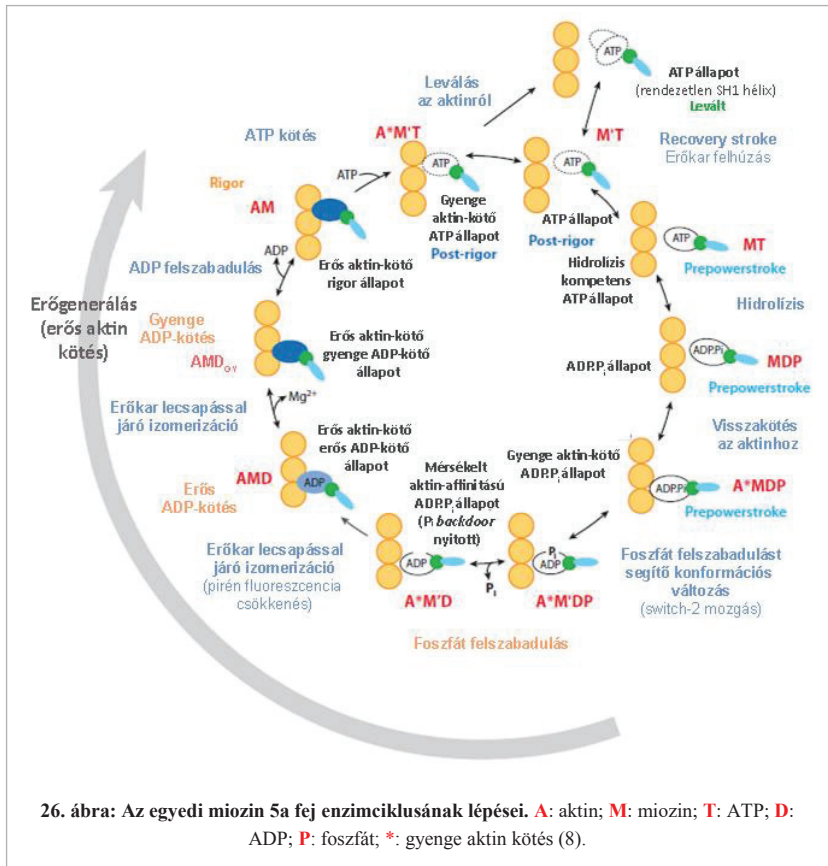 ATP állapot
(rendezetlen SH1 hélix)
Levált
ATP
Leválás
az aktinról
M'T
Recovery stroke
Erőkar felhúzás
ATP kötés
A*M'T
ATP
ATP
ATP
Rigor
AM
Gyenge
aktin-kötő
ATP állapot
Post-rigor
ATP állapot
Post-rigor
ATP
MT
Prepowerstroke
Hidrolízis
kompetens
ATP állapot
ADP
ADP felszabadulás
Erős aktin-kötő
rigor állapot
Hidrolízis
Erőgenerálás
(erős aktin
kötés)
Gyenge
ADP-kötés
AMDGY
Erős aktin-kötő
gyenge ADP-kötő
állapot
ADP.Pi állapot
ADP.Pi
MDP
Prepowerstroke
Mg2+
Erőkar lecsapással
járó izomerizáció
Visszakötés
az aktinhoz
Erős aktin-kötő
erős ADP-kötő
állapot
Gyenge aktin-kötő
ADP.Pi állapot
AMD
ADP
Mérsékelt
aktin-affinitású
ADP.Pi állapot
(Pi backdoor
nyitott)
ADP.Pi
A*MDP
Prepowerstroke
Erős
ADP-kötés
Erőkar lecsapással
járó izomerizáció
(pirén fluoreszcencia
csökkenés)
ADP
Pi
Pi
ADP
Foszfát felszabadulást
segítő konformációs
változás
(switch-2 mozgás)
A*M'D
A*M'DP
Foszfát felszabadulás
26. ábra: Az egyedi miozin 5a fej enzimciklusának lépései. A: aktin; M: miozin; T: ATP; D:
ADP; P: foszfát; *: gyenge aktin kötés (8).